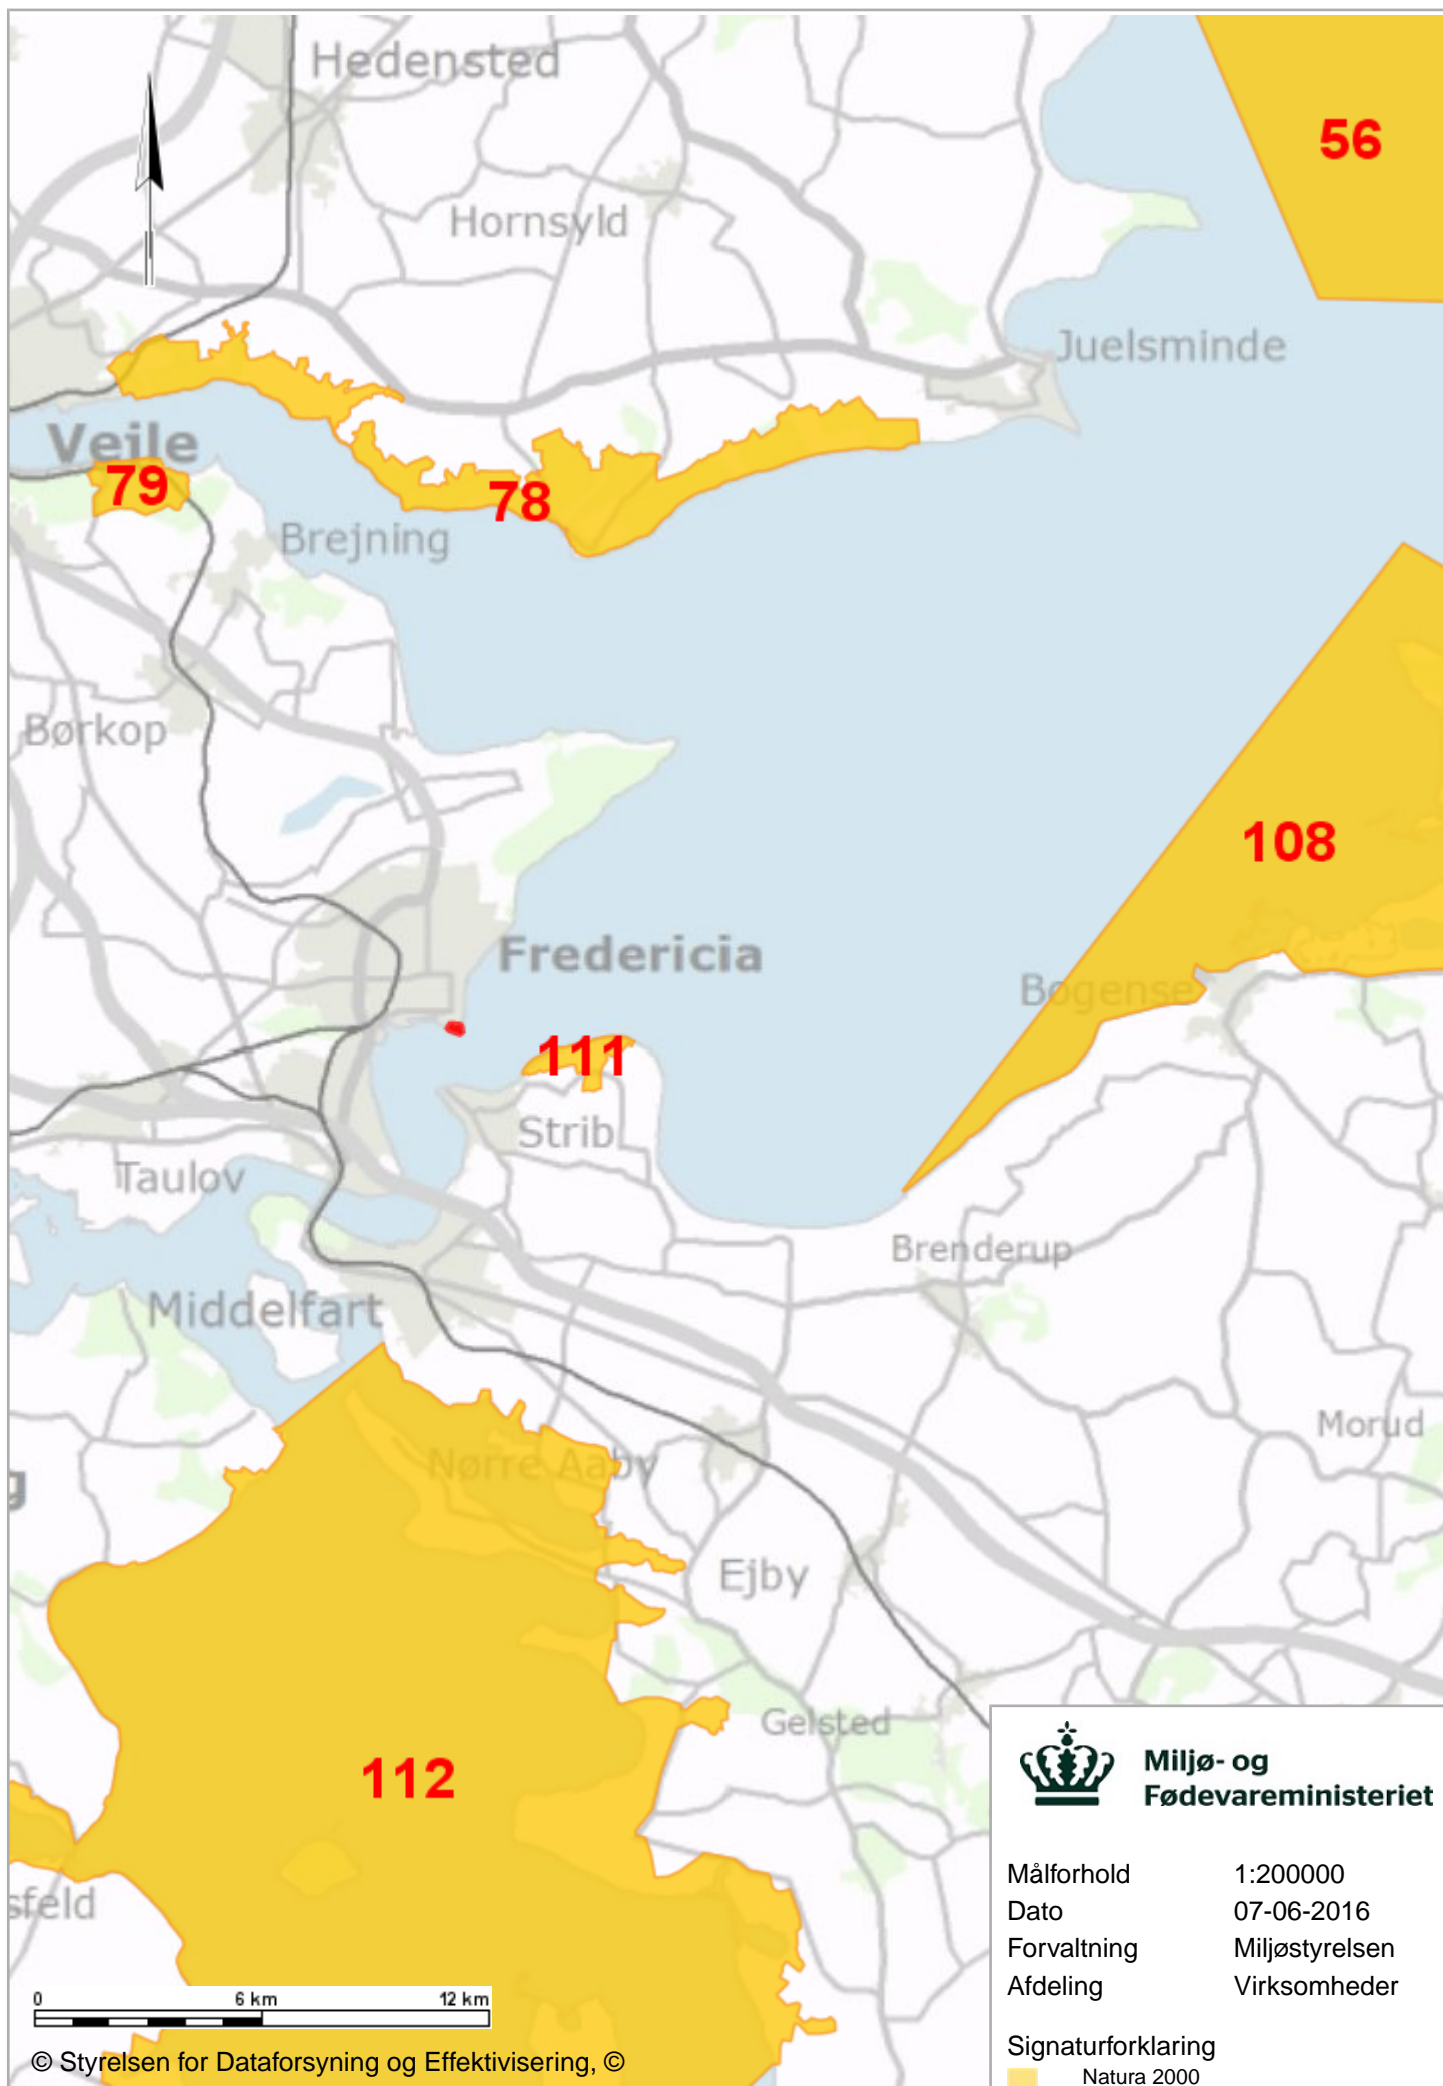 Hedensted
56
Hornsyld
Juelsminde
Vejle
79
78
Brejning
Børkop
108
Fredericia
Bogense
111
Strib
Taulov
Brenderup
Middelfart
Morud
Nørre Aaby
g
Ejby
Gelsted
112
Miljø- og
Fødevareministeriet
Målforhold 1:200000
Dato 07-06-2016
Forvaltning Miljøstyrelsen
Afdeling Virksomheder
sfeld
0 6 km 12 km
Signaturforklaring
© Styrelsen for Dataforsyning og Effektivisering, ©
Natura 2000